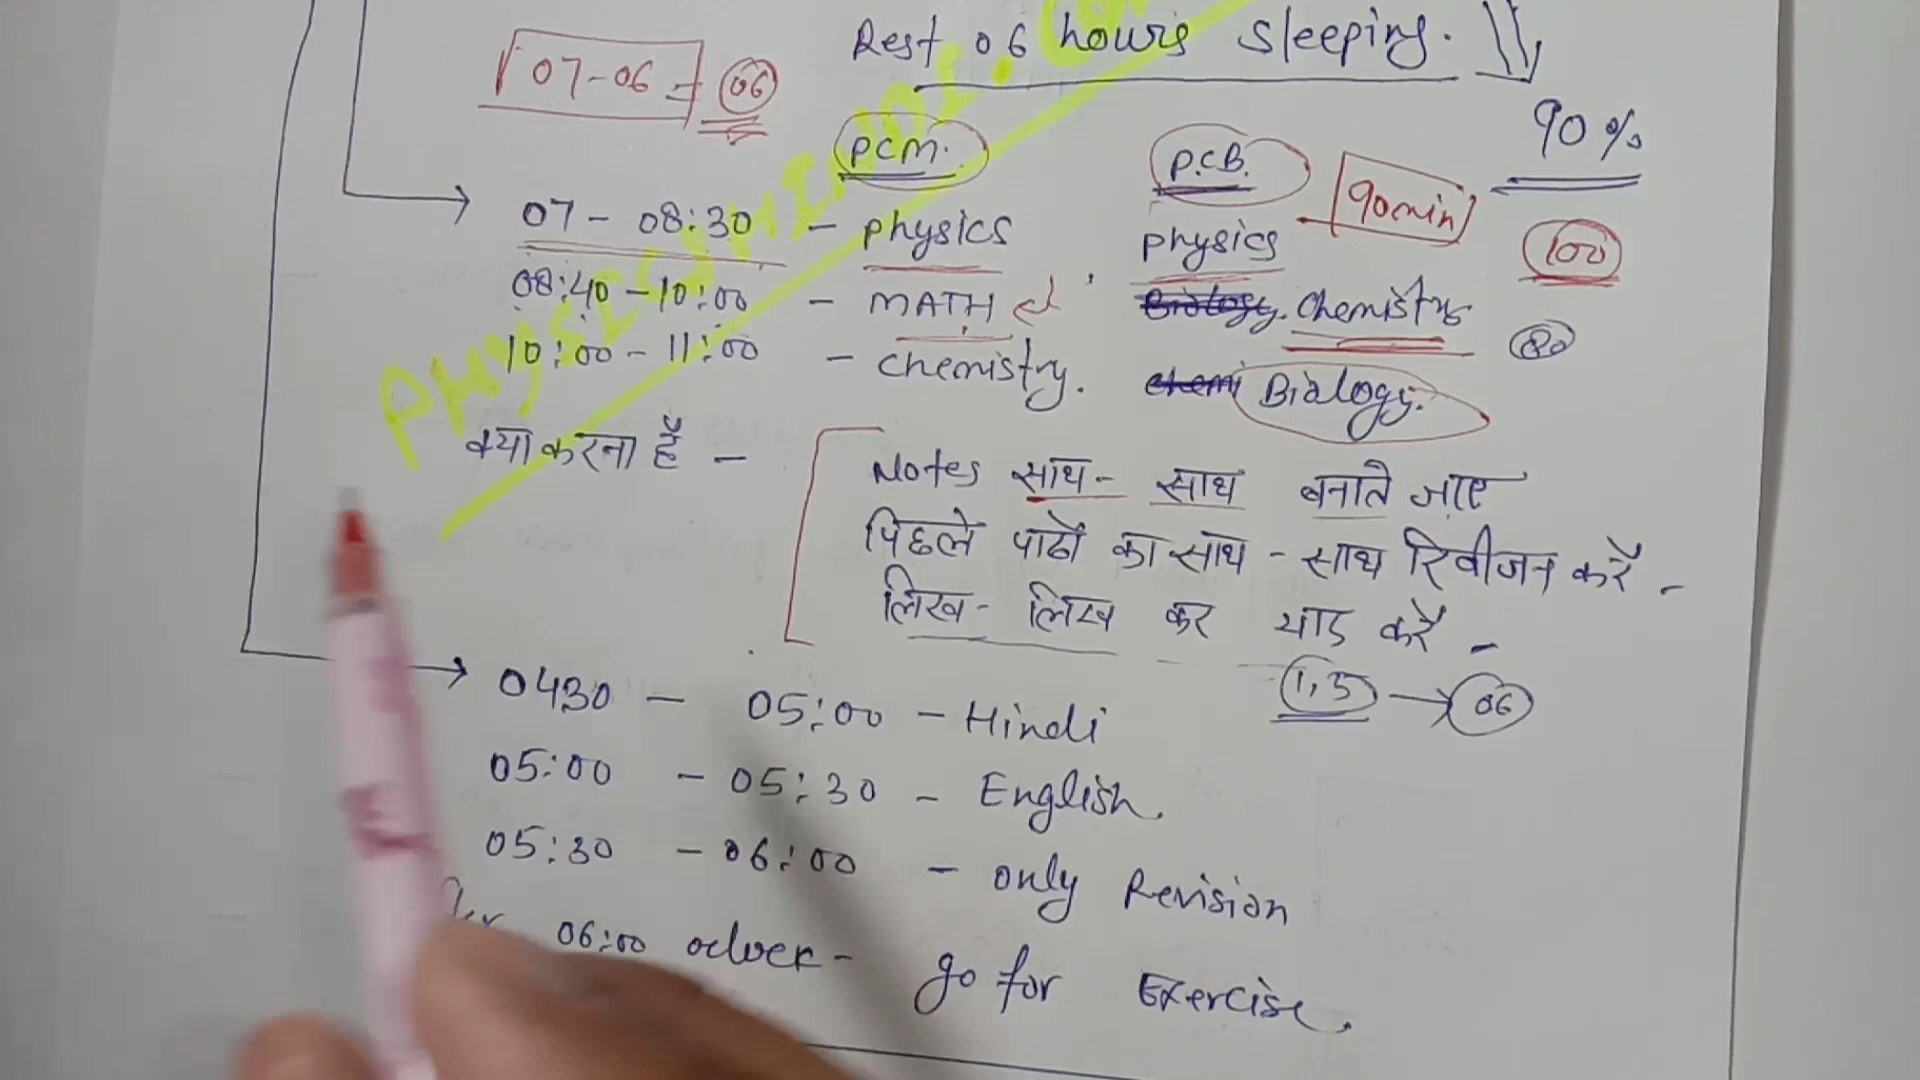 Rest 06 hours sleeping.
07-06 = 06
90%
PCM. P.C.B. 90min
07 - 08:30 - physics physics 100
08:40 - 10:00 - MATH Biology. Chemistry
10:00 - 11:00 - chemistry. chemi Biology. 80
क्या करना है - Notes साथ - साथ बनाते जाए
पिछले पाठों का साथ - साथ रिवीजन करें -
लिख - लिख कर याद करें -
1,5 → 06
0430 - 05:00 - Hindi
05:00 - 05:30 - English.
05:30 - 06:00 - only Revision
06:00 - go for Exercise.